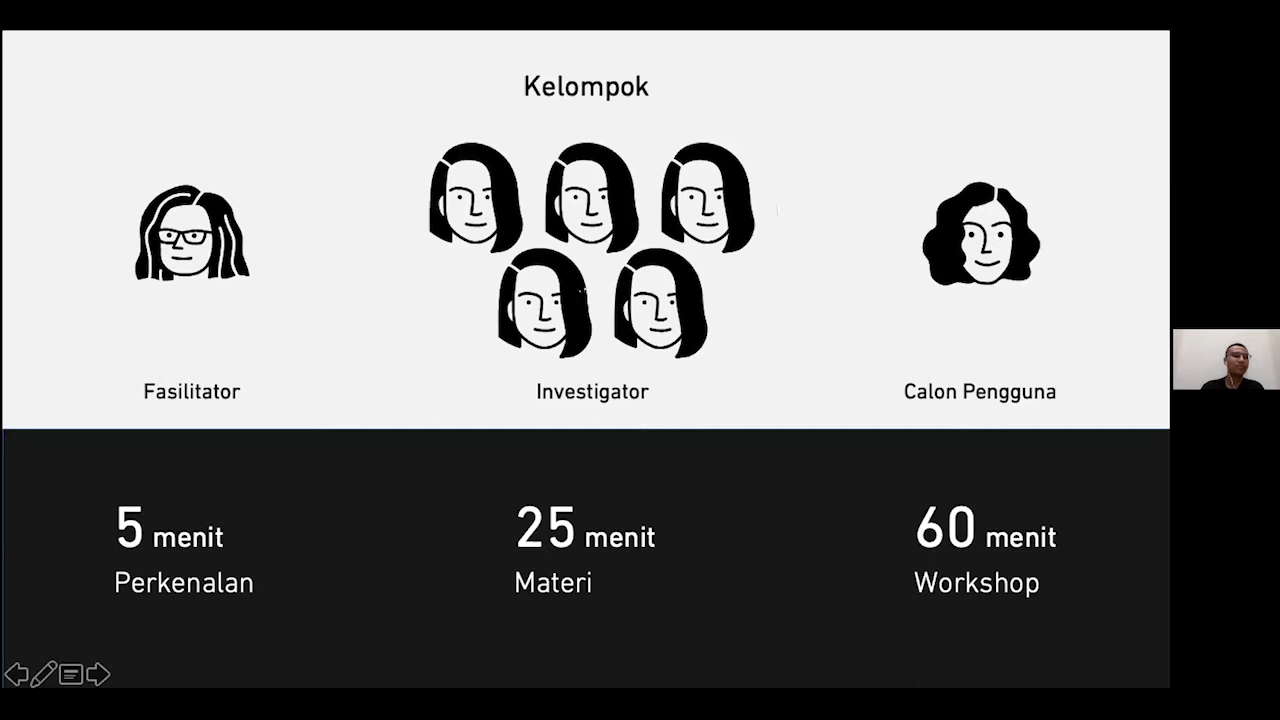 Kelompok
Fasilitator
Investigator
Calon Pengguna
5 menit
Perkenalan
25 menit
Materi
60 menit
Workshop